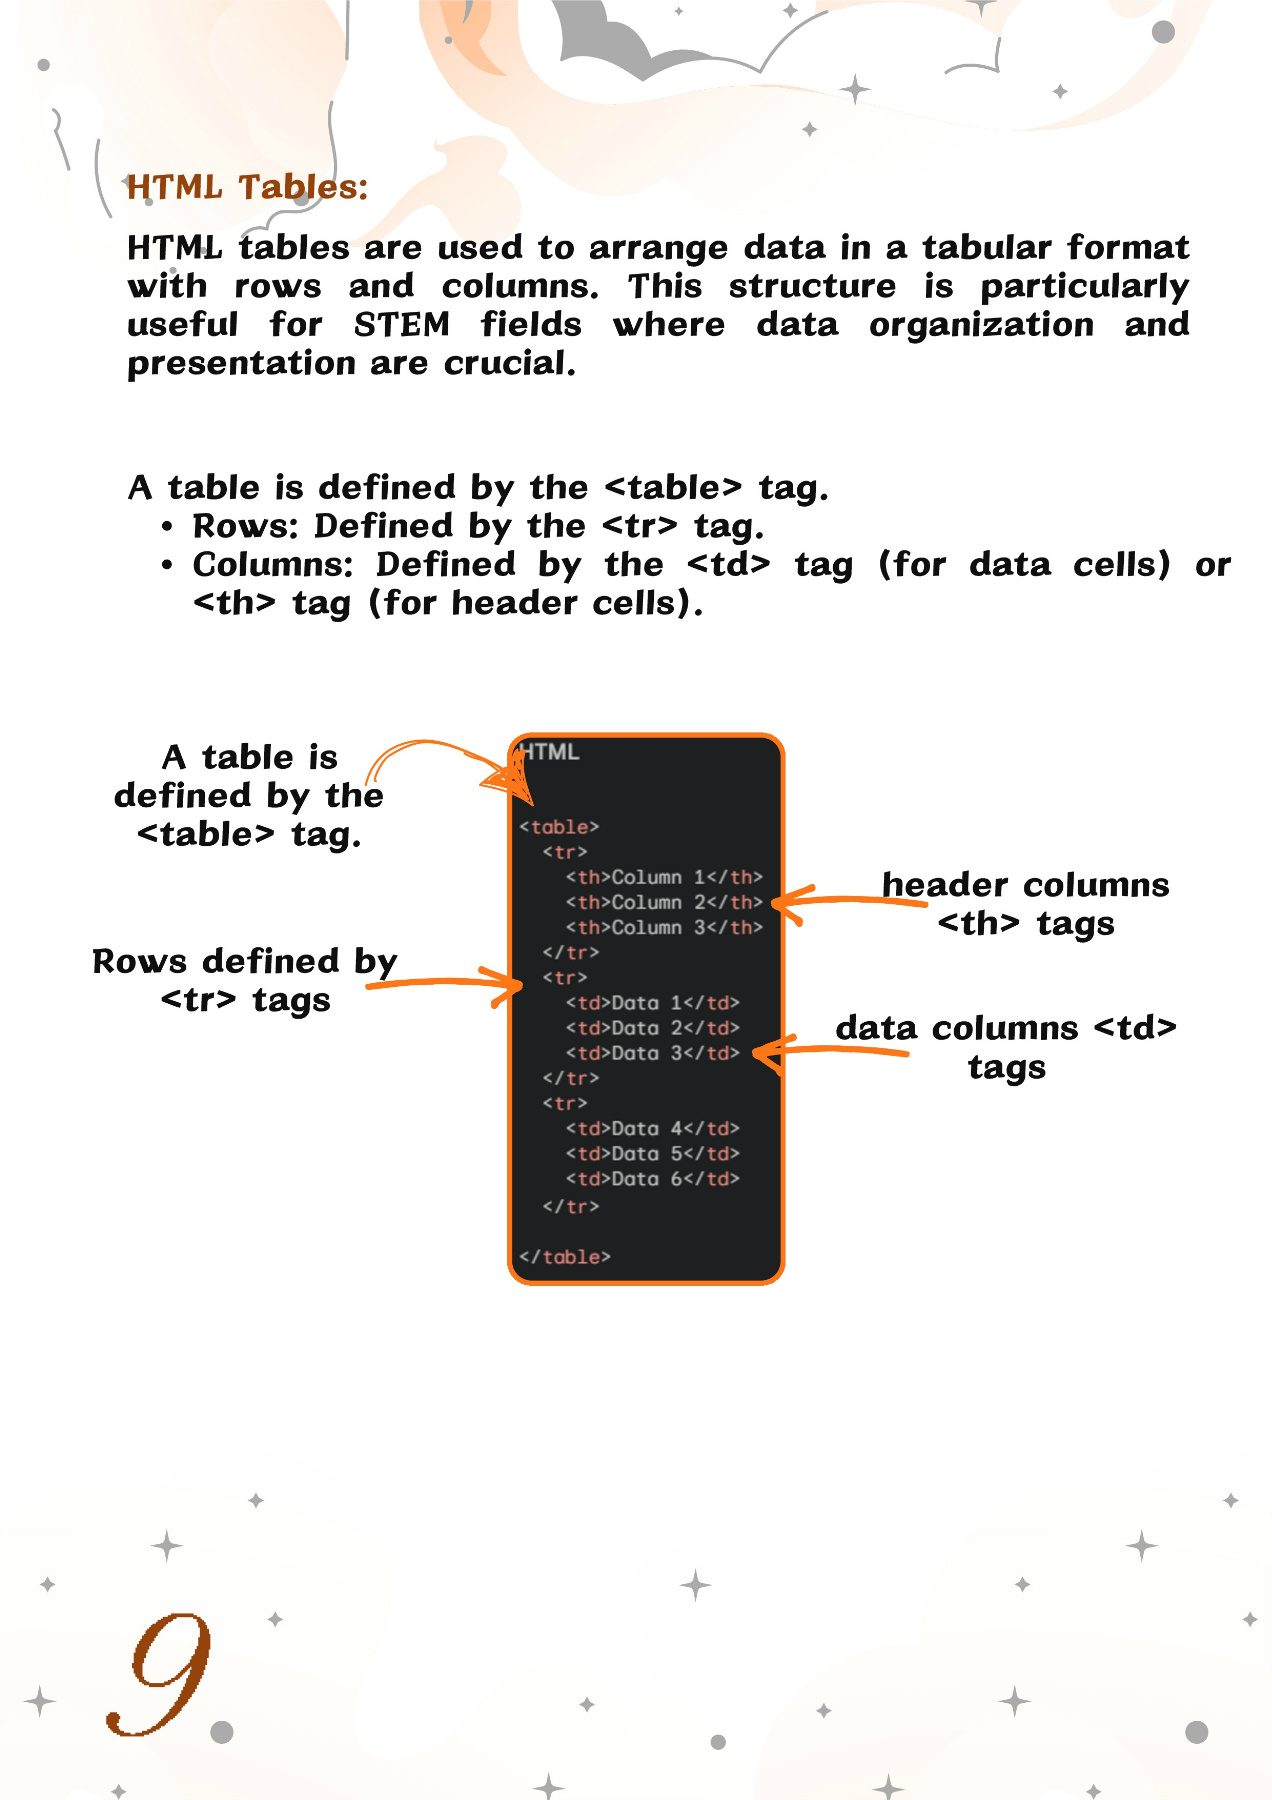 HTML Tables:
HTML tables are used to arrange data in a tabular format
with rows and columns. This structure is particularly
useful for STEM fields where data organization and
presentation are crucial.
A table is defined by the <table> tag.
• Rows: Defined by the <tr> tag.
• Columns: Defined by the <td> tag (for data cells) or
<th> tag (for header cells).
A table is
defined by the
<table> tag.
Rows defined by
<tr> tags
HTML
<table>
<tr>
<th>Column 1</th>
<th>Column 2</th>
<th>Column 3</th>
</tr>
<tr>
<td>Data 1</td>
<td>Data 2</td>
<td>Data 3</td>
</tr>
<tr>
<td>Data 4</td>
<td>Data 5</td>
<td>Data 6</td>
</tr>
</table>
header columns
<th> tags
data columns <td>
tags
9